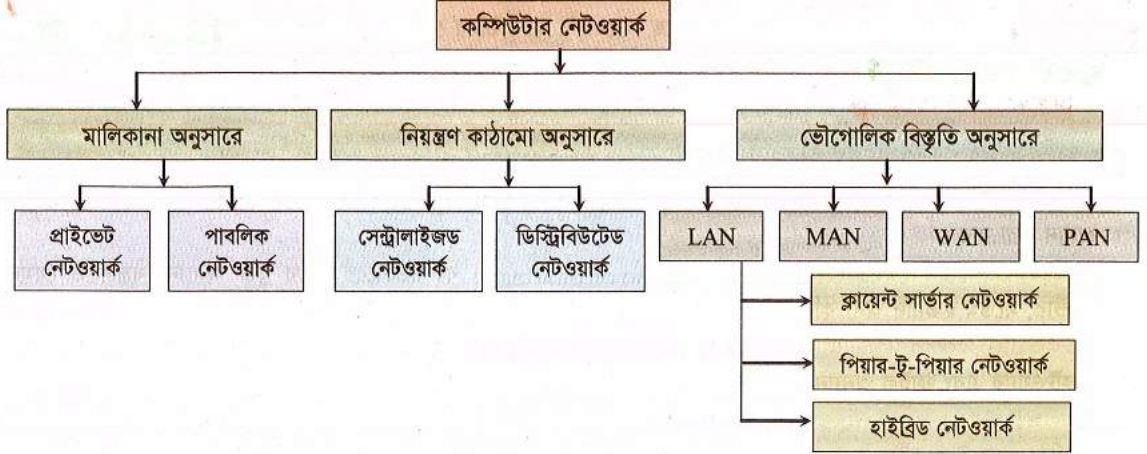 কম্পিউটার নেটওয়ার্ক
মালিকানা অনুসারে
নিয়ন্ত্রণ কাঠামো অনুসারে
ভৌগোলিক বিস্তৃতি অনুসারে
প্রাইভেট
নেটওয়ার্ক
পাবলিক
নেটওয়ার্ক
সেন্ট্রালাইজড
নেটওয়ার্ক
ডিস্ট্রিবিউটেড
নেটওয়ার্ক
LAN
MAN
WAN
PAN
ক্লায়েন্ট সার্ভার নেটওয়ার্ক
পিয়ার-টু-পিয়ার নেটওয়ার্ক
হাইব্রিড নেটওয়ার্ক